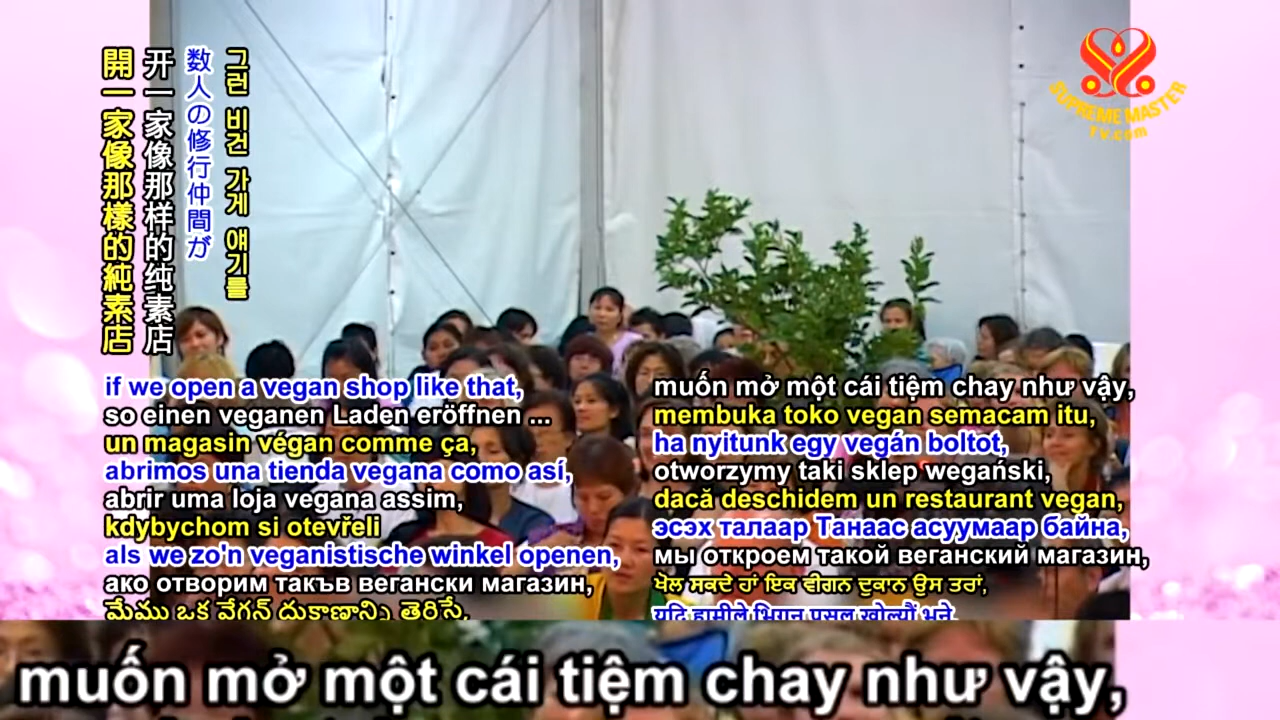 開一家像那樣的純素店
开一家像那样的纯素店
数人の修行仲間が
그런 비건 가게 얘기를
SUPREME MASTER
TV.com
if we open a vegan shop like that,
so einen veganen Laden eröffnen ...
un magasin végan comme ça,
abrimos una tienda vegana como así,
abrir uma loja vegana assim,
kdybychom si otevřeli
als we zo'n veganistische winkel openen,
ако отворим такъв вегански магазин,
మేము ఒక వేగన్ దుకాణాన్ని తెరిస్తే,
muốn mở một cái tiệm chay như vậy,
membuka toko vegan semacam itu,
ha nyitunk egy vegán boltot,
otworzymy taki sklep wegański,
dacă deschidem un restaurant vegan,
эсэх талаар Танаас асуумаар байна,
мы откроем такой веганский магазин,
ਖੋਲ ਸਕਦੇ ਹਾਂ ਇਕ ਵੀਗਨ ਦੁਕਾਨ ਉਸ ਤਰਾਂ,
यदि हामीले भिगन पसल खोल्यौं भने,
muốn mở một cái tiệm chay như vậy,